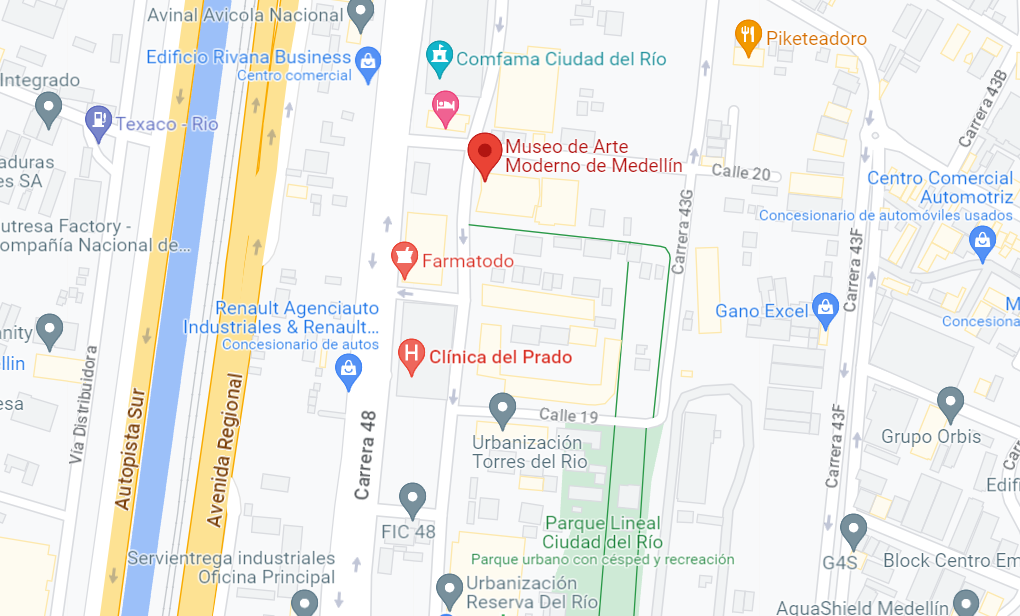 Avinal Avícola Nacional
Edificio Rivana Business
Centro comercial
Comfama Ciudad del Río
Piketeadoro
Integrado
Texaco - Rio
Carrera 43B
Museo de Arte
Moderno de Medellín
Calle 20
aduras
es SA
Centro Comercial
Automotriz
Concesionario de automóviles usados
utresa Factory -
ompañía Nacional de...
Carrera 43G
Farmatodo
Carrera 43F
Renault Agenciauto
Industriales & Renault...
Concesionario de autos
Gano Excel
M
Concesiona
anity
llin
Clínica del Prado
Vía Distribuidora
Autopista Sur
Avenida Regional
Carrera 48
Calle 19
esa
Urbanización
Torres del Rio
Carrera 43F
Grupo Orbis
Carr
Edifi
FIC 48
Parque Lineal
Ciudad del Río
Parque urbano con césped y recreación
Servientrega industriales
Oficina Principal
G4S
Block Centro Em
Urbanización
Reserva Del Río
AquaShield Medellín